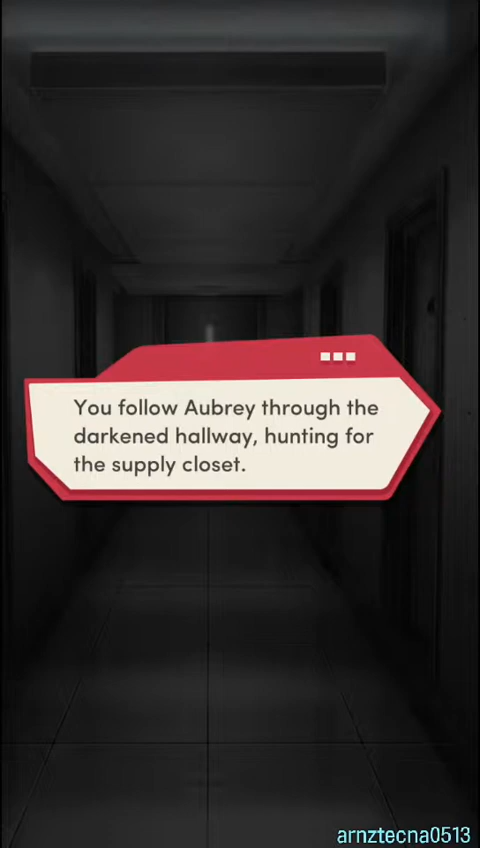 You follow Aubrey through the
darkened hallway, hunting for
the supply closet.
arnztecna0513